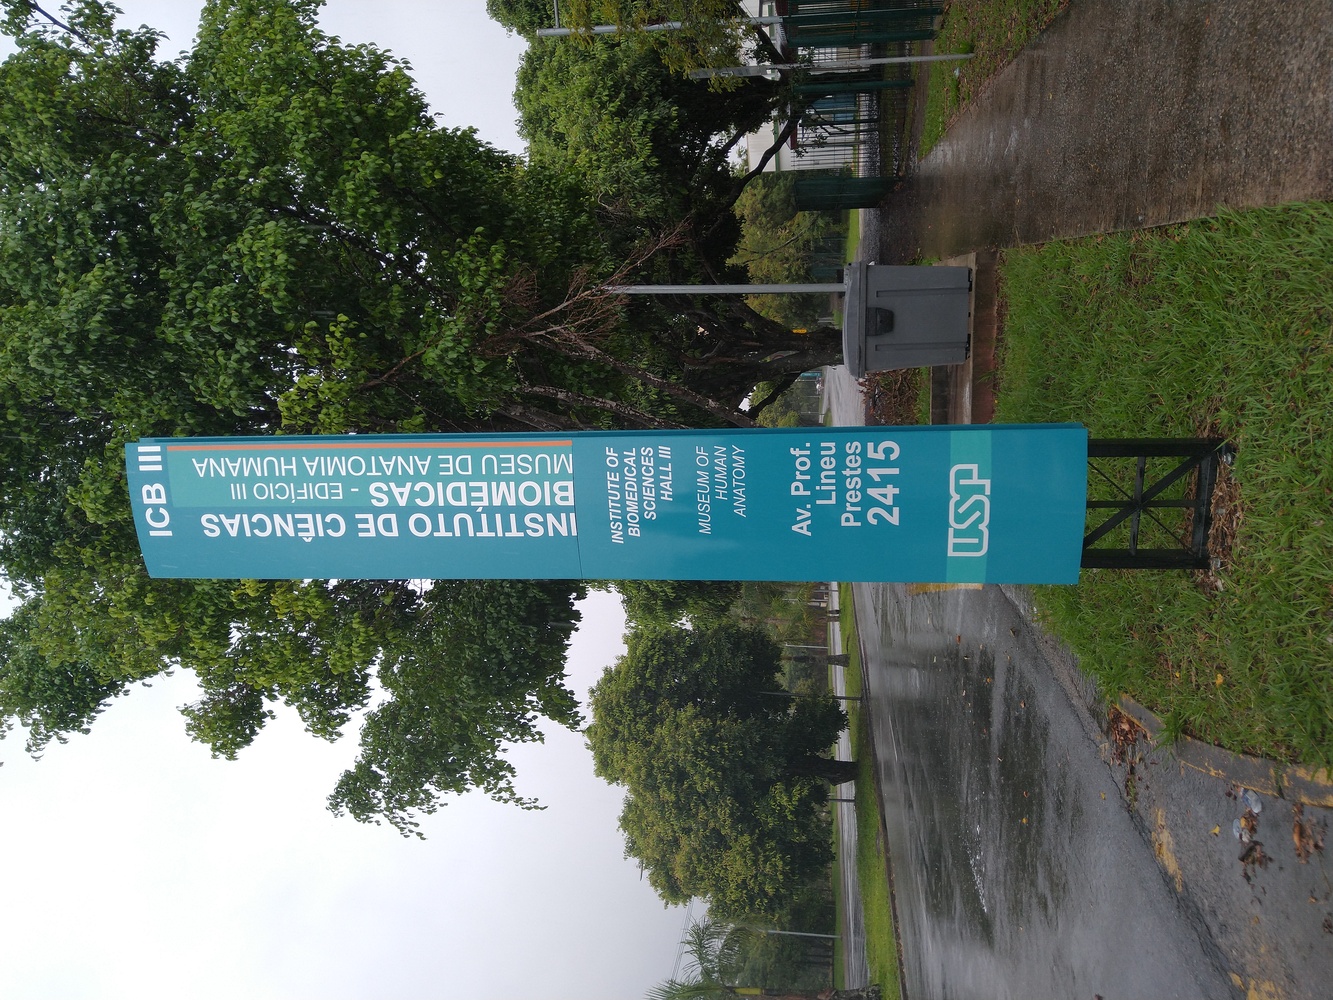 ICB III
INSTITUTO DE CIÊNCIAS
BIOMÉDICAS - EDIFÍCIO III
MUSEU DE ANATOMIA HUMANA
INSTITUTE OF
BIOMEDICAL
SCIENCES
HALL III
MUSEUM OF
HUMAN
ANATOMY
Av. Prof.
Lineu
Prestes
2415
USP